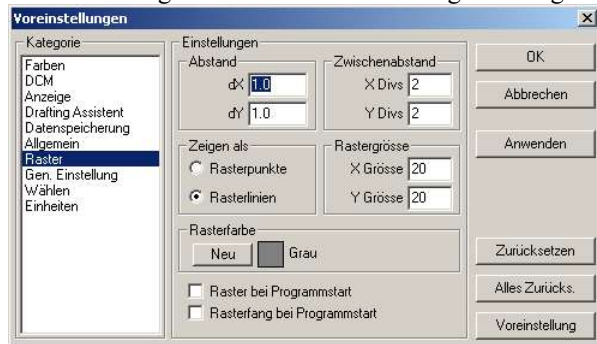 Voreinstellungen
Kategorie
Farben
DCM
Anzeige
Drafting Assistent
Datenspeicherung
Allgemein
Raster
Gen. Einstellung
Wählen
Einheiten
Einstellungen
Abstand
dX 1.0
dY 1.0
Zwischenabstand
X Divs 2
Y Divs 2
Zeigen als
Rasterpunkte
Rasterlinien
Rastergrösse
X Grösse 20
Y Grösse 20
Rasterfarbe
Neu Grau
Raster bei Programmstart
Rasterfang bei Programmstart
OK
Abbrechen
Anwenden
Zurücksetzen
Alles Zurücks.
Voreinstellung